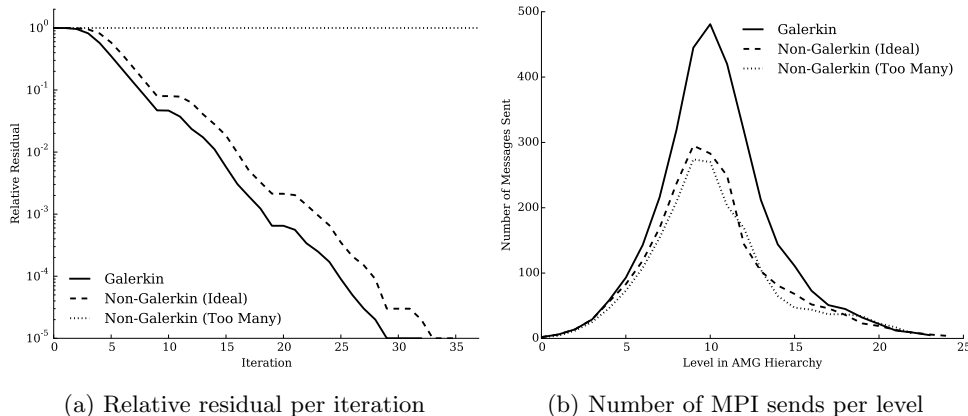 10^0
10^-1
10^-2
10^-3
10^-4
10^-5
Relative Residual
0 5 10 15 20 25 30 35
Iteration
Galerkin
Non-Galerkin (Ideal)
Non-Galerkin (Too Many)
(a) Relative residual per iteration
500
400
300
200
100
0
Number of Messages Sent
0 5 10 15 20 25
Level in AMG Hierarchy
Galerkin
Non-Galerkin (Ideal)
Non-Galerkin (Too Many)
(b) Number of MPI sends per level